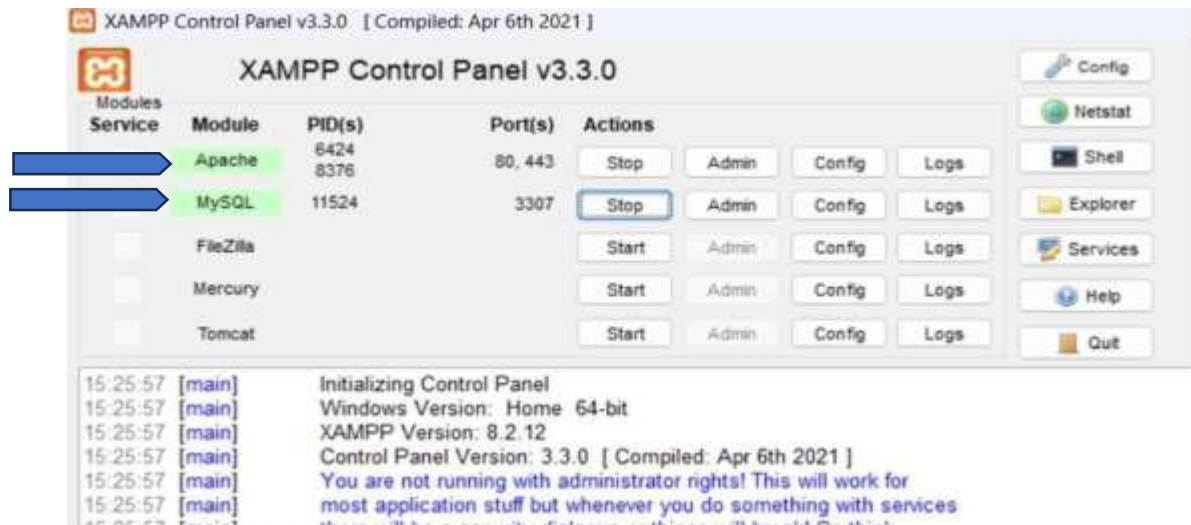 XAMPP Control Panel v3.3.0 [ Compiled: Apr 6th 2021 ]
XAMPP Control Panel v3.3.0
Config
Modules
Service Module PID(s) Port(s) Actions
Netstat
Apache 6424 8376 80, 443 Stop Admin Config Logs
Shell
MySQL 11524 3307 Stop Admin Config Logs
Explorer
FileZilla Start Admin Config Logs
Services
Mercury Start Admin Config Logs
Help
Tomcat Start Admin Config Logs
Quit
15:25:57 [main] Initializing Control Panel
15:25:57 [main] Windows Version: Home 64-bit
15:25:57 [main] XAMPP Version: 8.2.12
15:25:57 [main] Control Panel Version: 3.3.0 [ Compiled: Apr 6th 2021 ]
15:25:57 [main] You are not running with administrator rights! This will work for
15:25:57 [main] most application stuff but whenever you do something with services